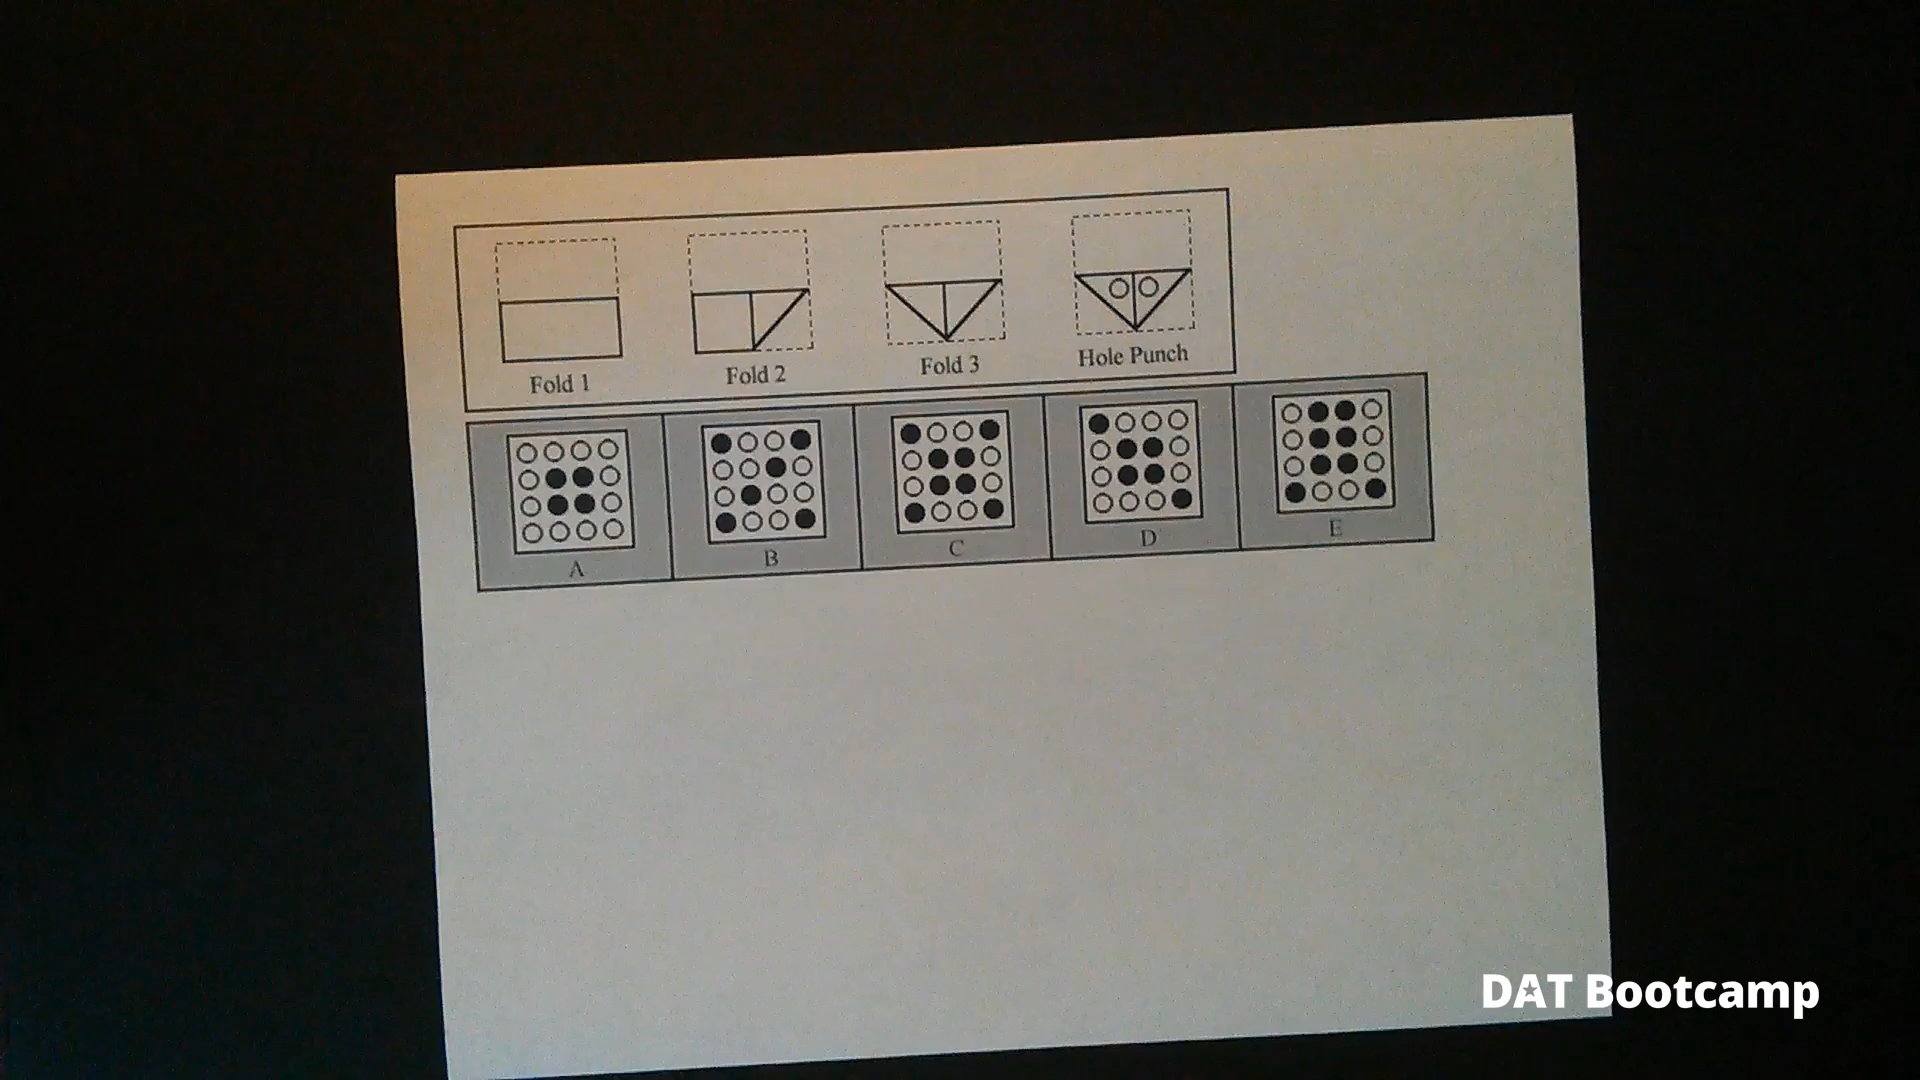 Fold 1
Fold 2
Fold 3
Hole Punch
A
B
C
D
E
DAT Bootcamp